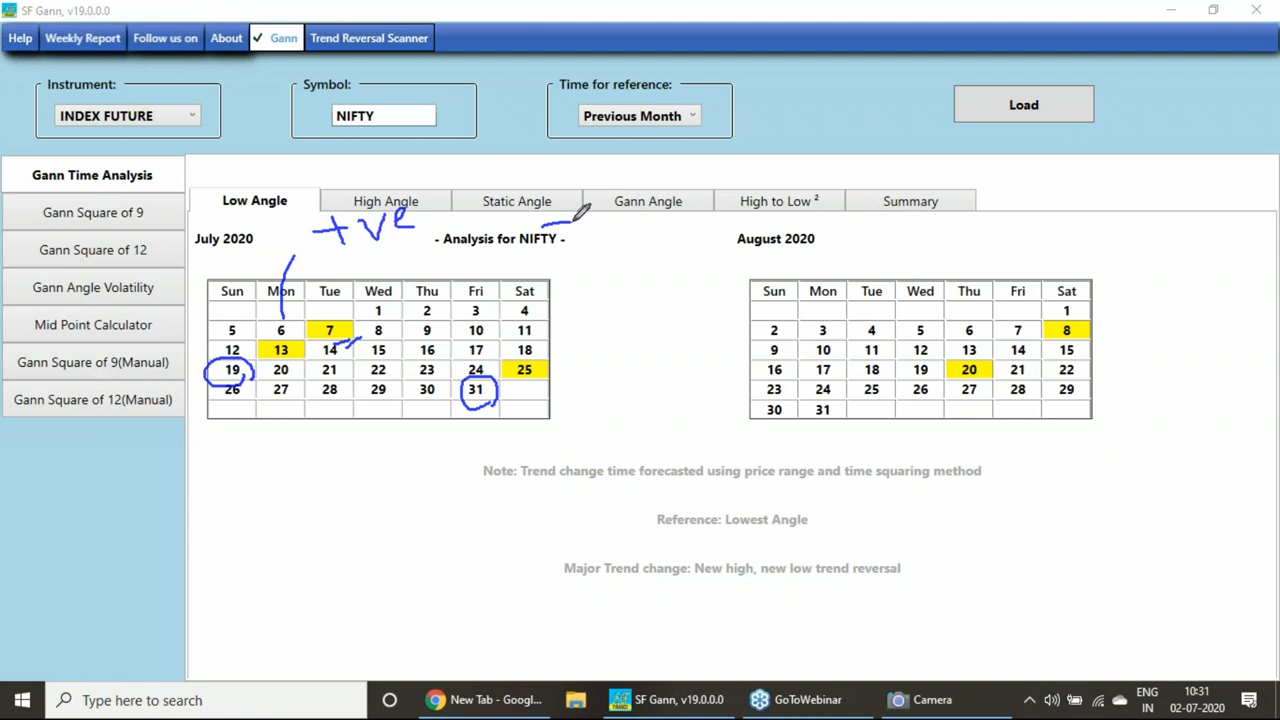 SF Gann, v19.0.0.0
Help Weekly Report Follow us on About ✓ Gann Trend Reversal Scanner
Instrument: Symbol: Time for reference:
INDEX FUTURE NIFTY Previous Month Load
Gann Time Analysis
Gann Square of 9
Gann Square of 12
Gann Angle Volatility
Mid Point Calculator
Gann Square of 9(Manual)
Gann Square of 12(Manual)
Low Angle High Angle Static Angle Gann Angle High to Low ² Summary
+ve
July 2020 - Analysis for NIFTY - August 2020
Sun Mon Tue Wed Thu Fri Sat
1 2 3 4
5 6 7 8 9 10 11
12 13 14 15 16 17 18
19 20 21 22 23 24 25
26 27 28 29 30 31
Sun Mon Tue Wed Thu Fri Sat
1
2 3 4 5 6 7 8
9 10 11 12 13 14 15
16 17 18 19 20 21 22
23 24 25 26 27 28 29
30 31
Note: Trend change time forecasted using price range and time squaring method
Reference: Lowest Angle
Major Trend change: New high, new low trend reversal
Type here to search
New Tab - Googl...
SF Gann, v19.0.0.0
GoToWebinar
Camera
ENG
IN
10:31
02-07-2020